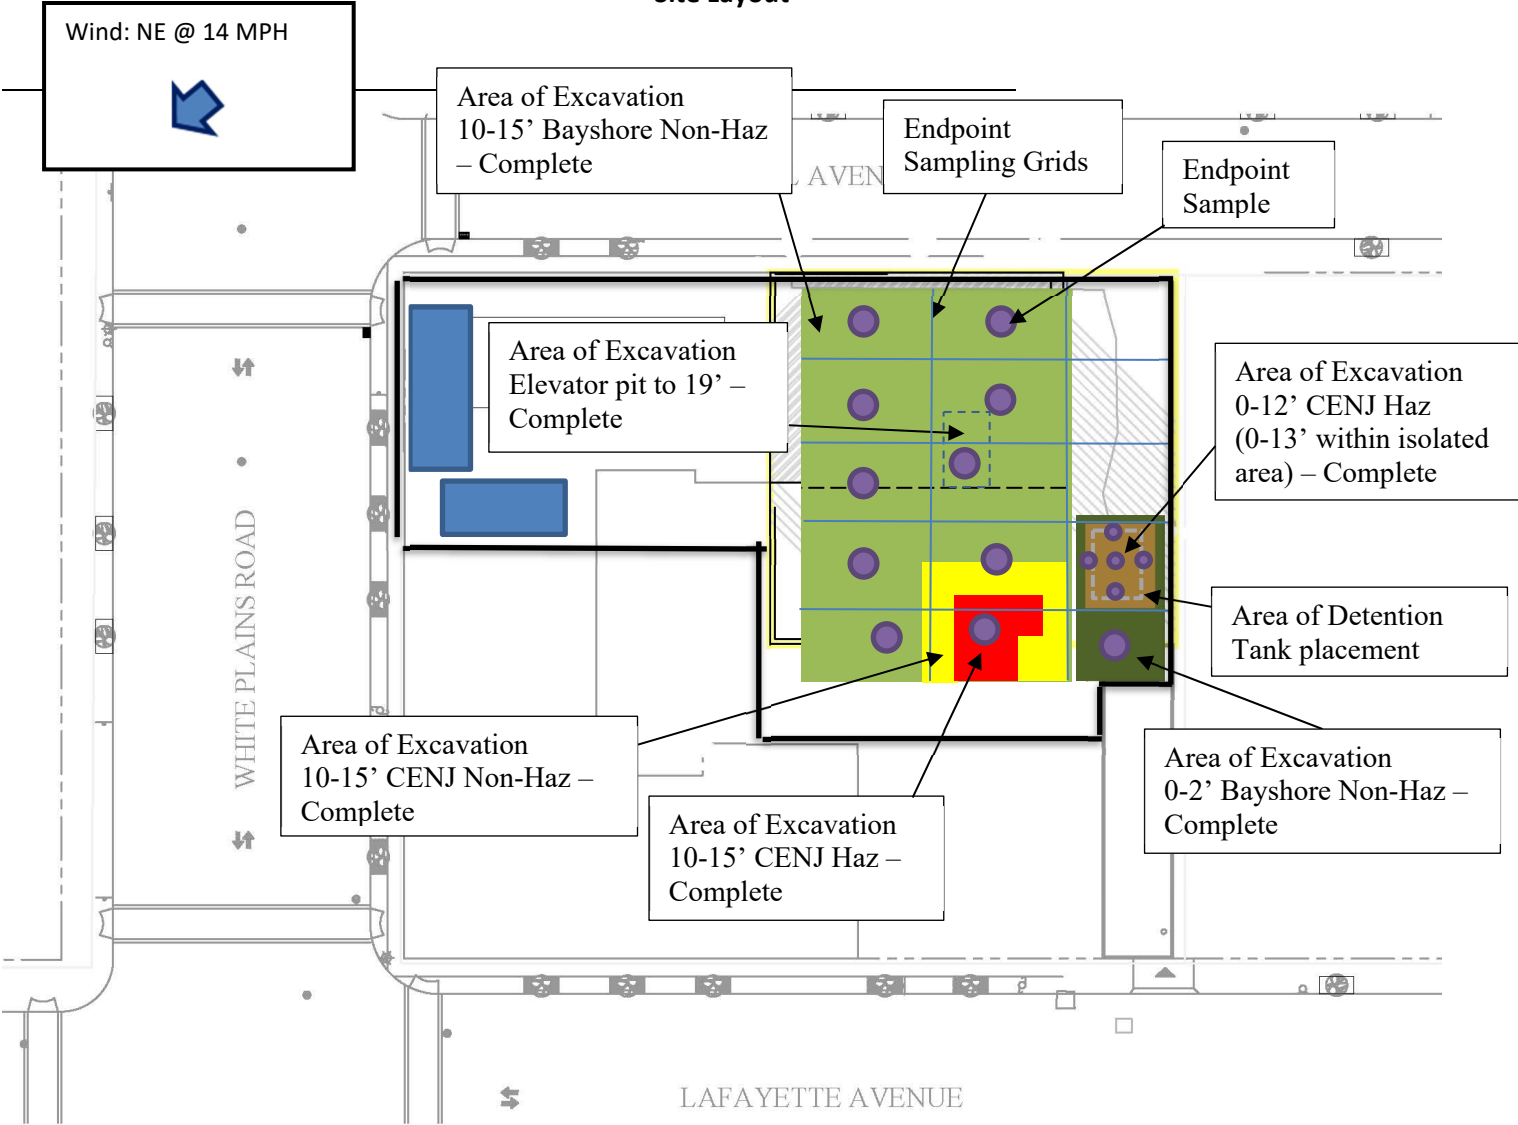 Site Layout
Wind: NE @ 14 MPH
Area of Excavation
10-15’ Bayshore Non-Haz
– Complete
Endpoint
Sampling Grids
Endpoint
Sample
AVEN
Area of Excavation
Elevator pit to 19’ –
Complete
Area of Excavation
0-12’ CENJ Haz
(0-13’ within isolated
area) – Complete
WHITE PLAINS ROAD
Area of Detention
Tank placement
Area of Excavation
10-15’ CENJ Non-Haz –
Complete
Area of Excavation
10-15’ CENJ Haz –
Complete
Area of Excavation
0-2’ Bayshore Non-Haz –
Complete
LAFAYETTE AVENUE